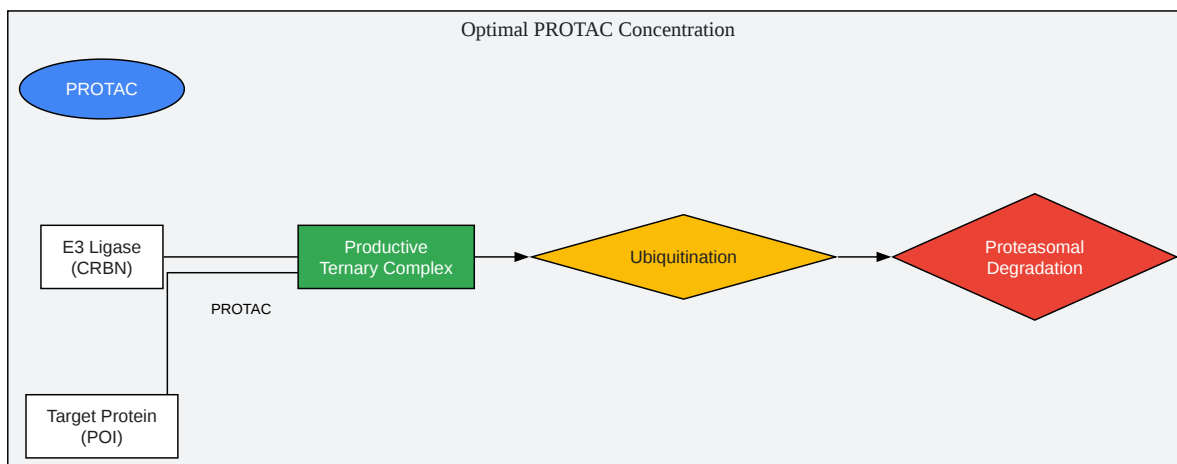 Optimal PROTAC Concentration
PROTAC
E3 Ligase
(CRBN)
Productive
Ternary Complex
Ubiquitination
Proteasomal
Degradation
PROTAC
Target Protein
(POI)